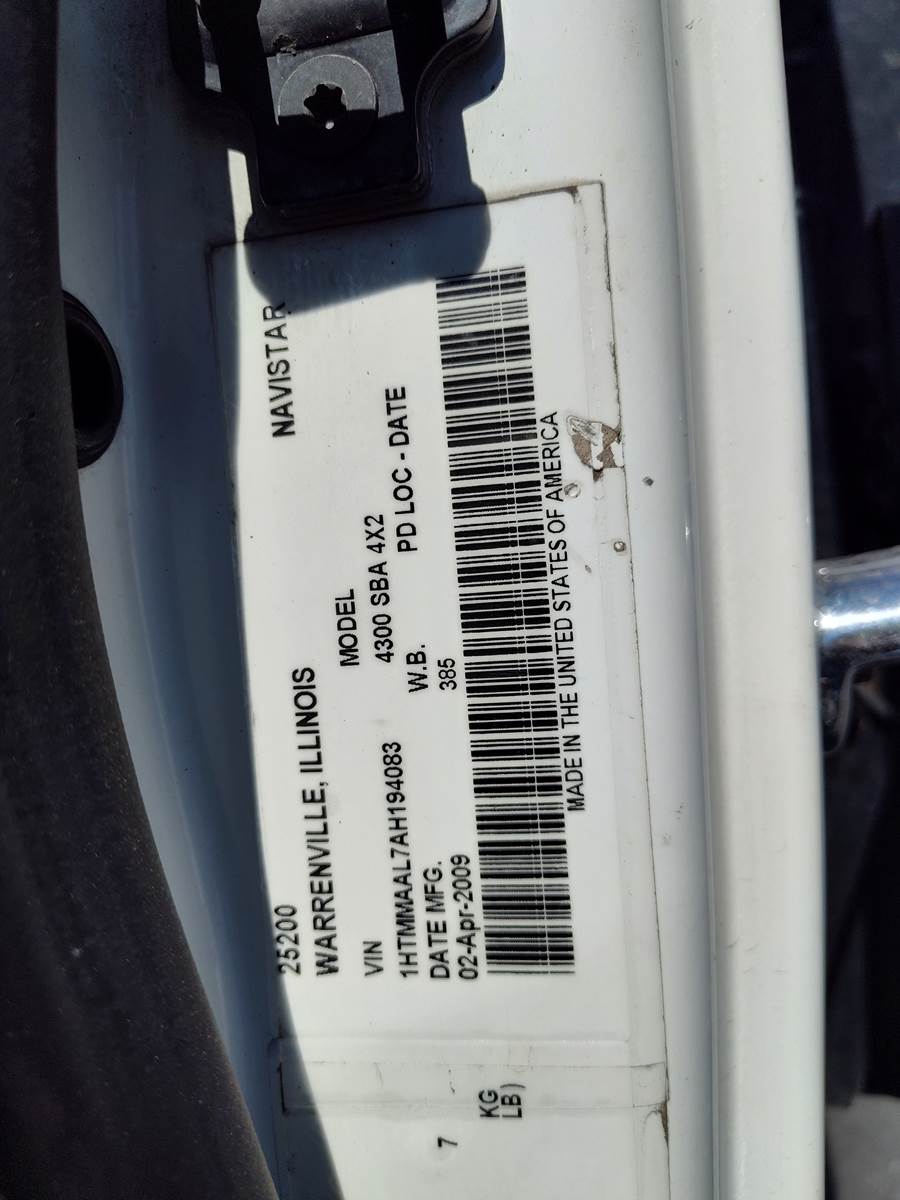 25200 NAVISTAR
WARRENVILLE, ILLINOIS
VIN MODEL
1HTMMAAL7AH194083 4300 SBA 4X2
DATE MFG. W.B. PD LOC - DATE
02-Apr-2009 385
MADE IN THE UNITED STATES OF AMERICA
7
KG
LB )